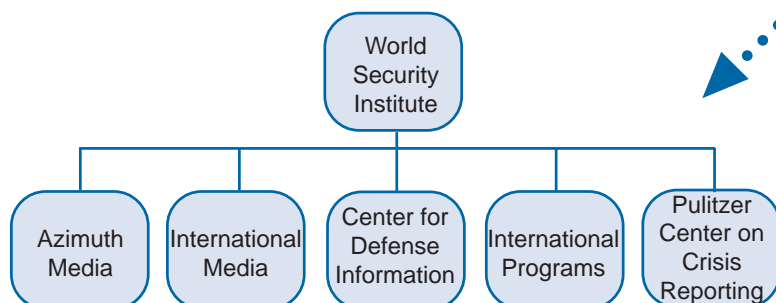 World
Security
Institute
Azimuth
Media
International
Media
Center for
Defense
Information
International
Programs
Pulitzer
Center on
Crisis
Reporting